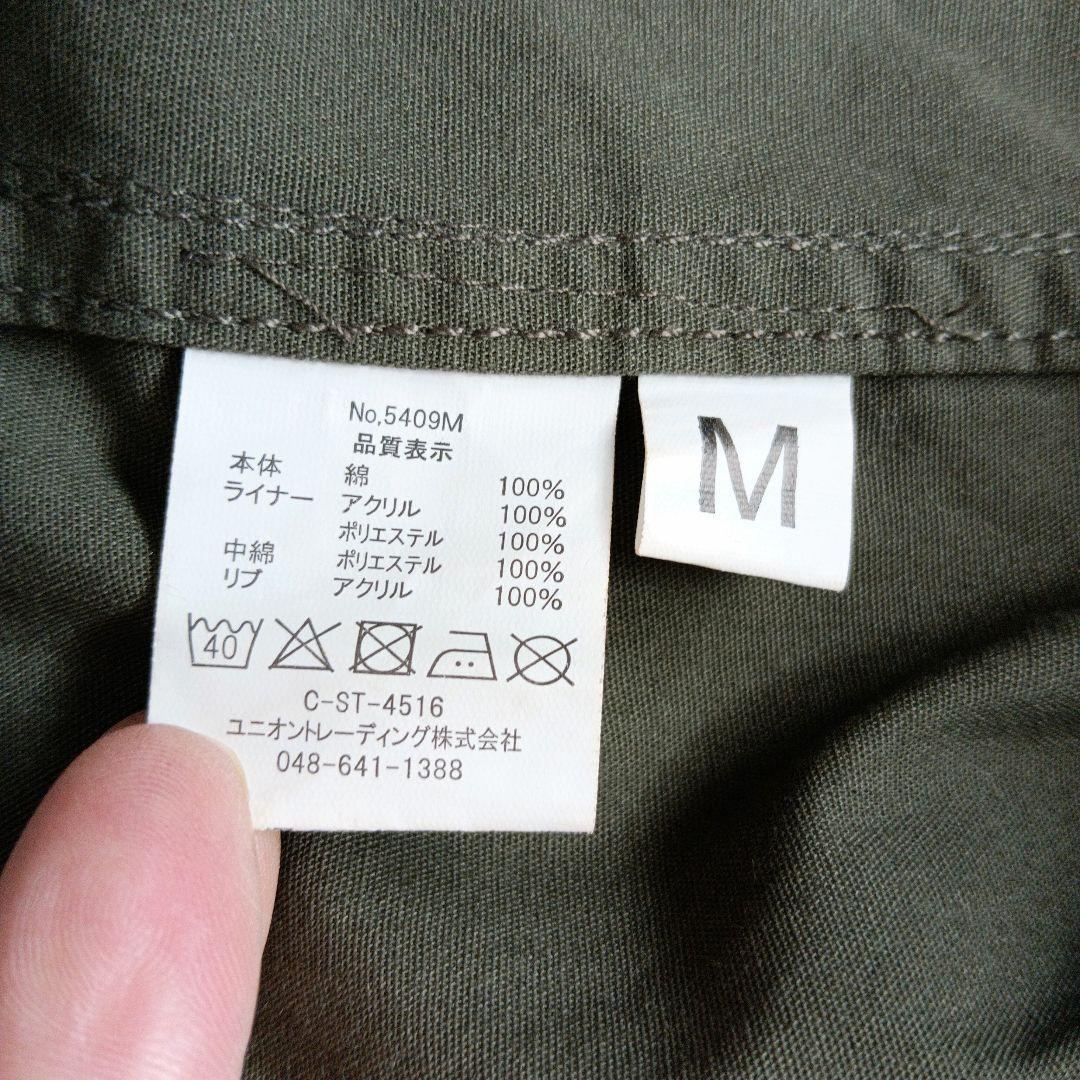 No,5409M
品質表示
本体 綿 100%
ライナー アクリル 100%
ポリエステル 100%
中綿 ポリエステル 100%
リブ アクリル 100%
40
C-ST-4516
ユニオントレーディング株式会社
048-641-1388
M